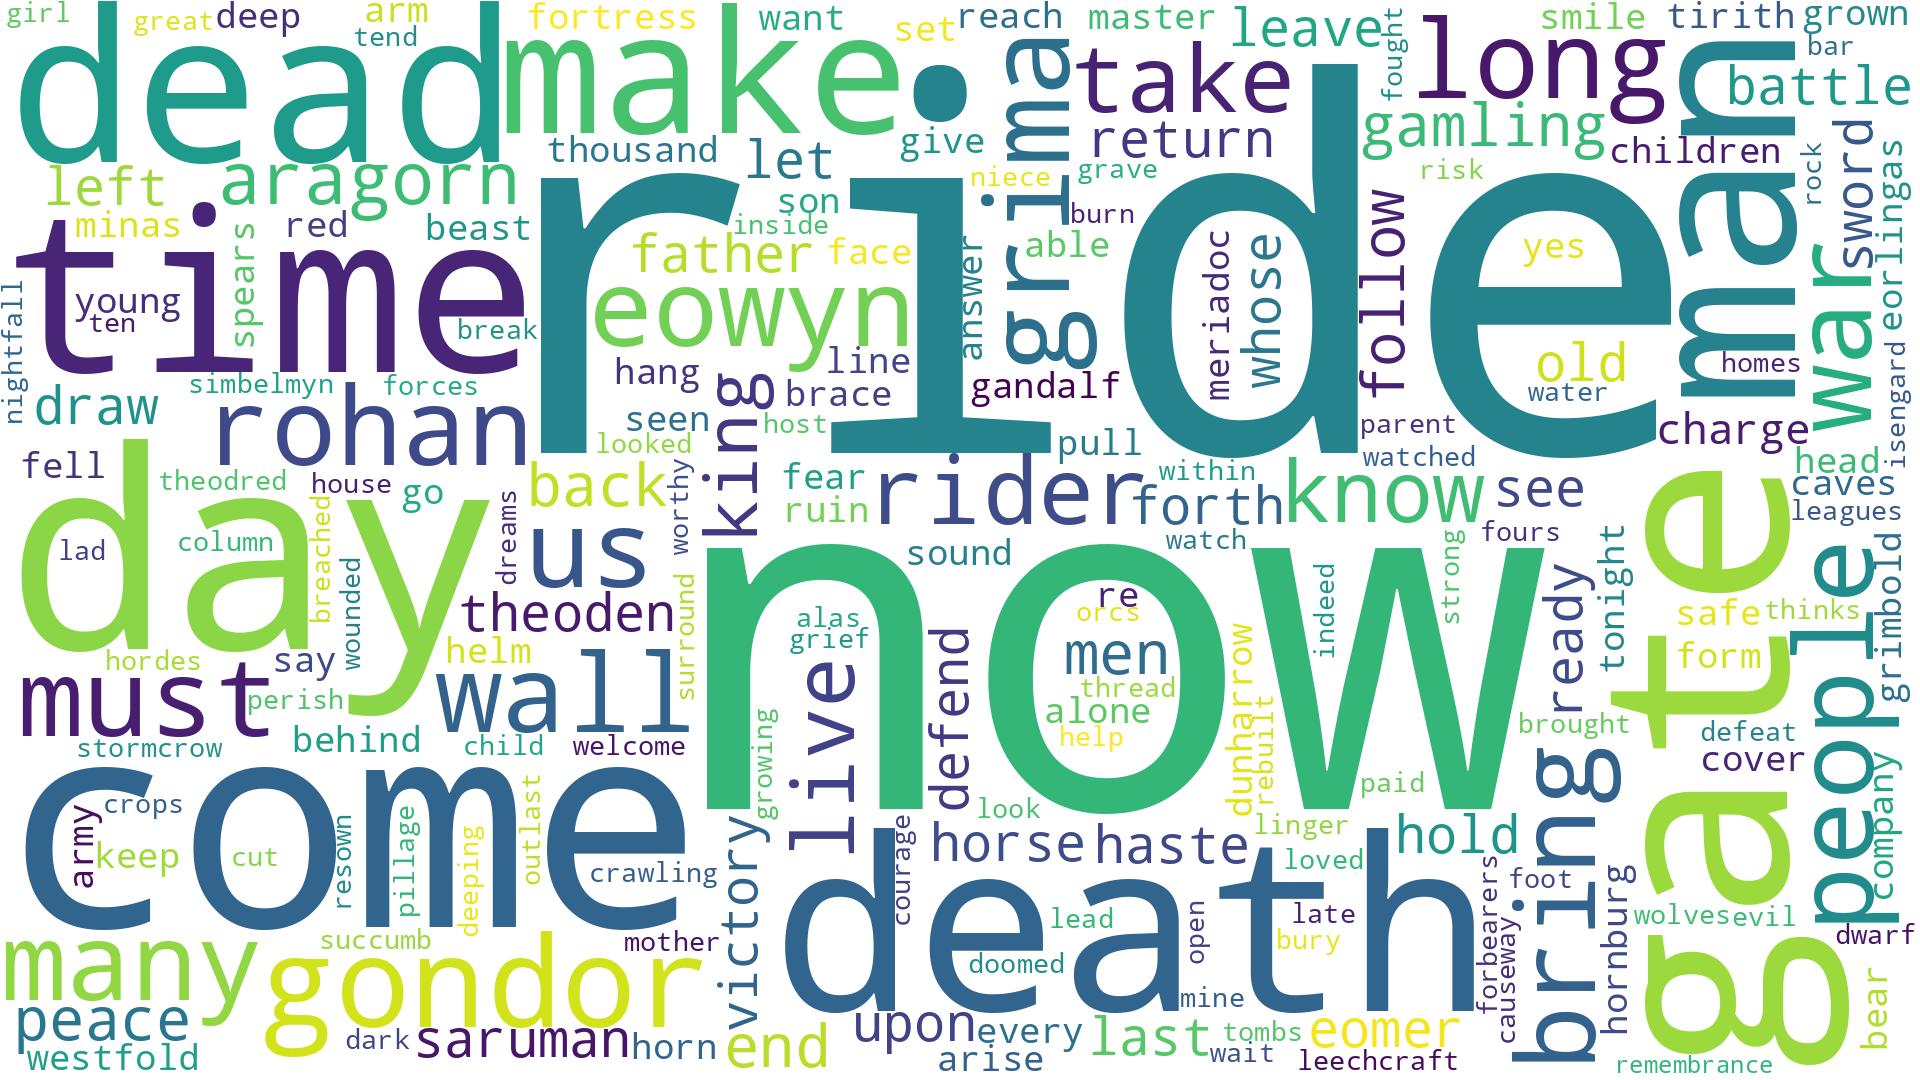 girl
great
deep
arm
tend
fortress
want
set
reach
master
leave
smile
tirith
grown
bar
dead
make
grima
take
fought
long
man
battle
return
gamling
children
sword
thousand
let
give
niece
grave
risk
rock
eorlingas
left
aragorn
son
burn
ride
minas
red
beast
inside
spears
father
face
able
answer
follow
yes
war
time
young
ten
break
eowyn
meriadoc
whose
nightfall
hang
line
old
homes
simbelmyn
forces
king
brace
gandalf
water
isengard
draw
rohan
seen
looked
host
pull
parent
charge
fell
theodred
house
go
back
worthy
fear
rider
within
watched
know
see
head
day
ruin
forth
caves
leagues
lad
column
breached
wounded
dreams
us
sound
watch
strong
fours
tonight
gate
theoden
surround
alas
grief
re
orcs
indeed
ready
safe
thinks
people
grimbold
hordes
say
helm
wall
live
defend
men
thread
now
dunharrow
form
must
perish
alone
help
rebuilt
brought
defeat
cover
stormcrow
behind
child
welcome
growing
look
paid
bring
company
come
army
crops
keep
cut
resown
pillage
deeping
outlast
crawling
victory
courage
horse
haste
linger
loved
hold
forbearers
foot
hornburg
many
succumb
mother
lead
death
open
late
bury
causeway
wolves
evil
dwarf
gondor
doomed
mine
bear
peace
westfold
dark
saruman
horn
end
upon
every
arise
last
tombs
wait
eomer
leechcraft
remembrance